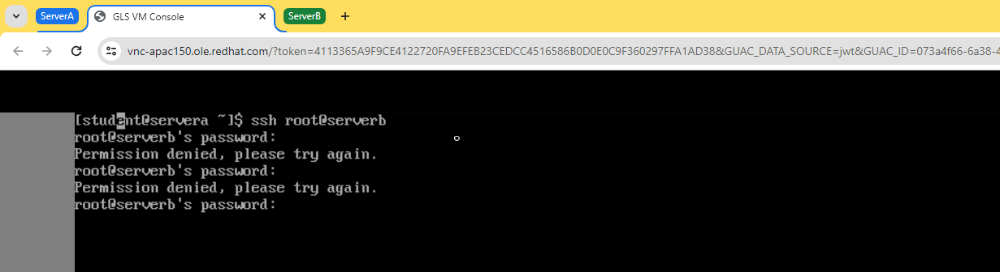 ServerA
GLS VM Console
ServerB
vnc-apac150.ole.redhat.com/?token=4113365A9F9CE4122720FA9EFEB23CEDCC4516586B0D0E0C9F360297FFA1AD38&GUAC_DATA_SOURCE=jwt&GUAC_ID=073a4f66-6a38-4
[student@servera ~]$ ssh root@serverb
root@serverb's password:
Permission denied, please try again.
root@serverb's password:
Permission denied, please try again.
root@serverb's password: